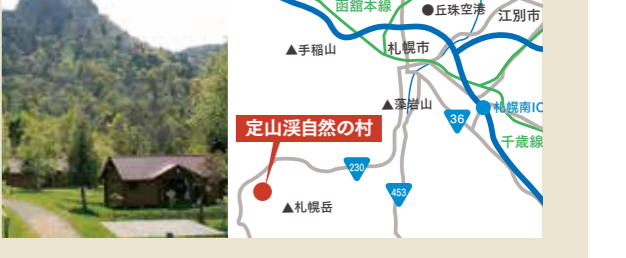 函館本線
●丘珠空港
江別市
▲手稲山
札幌市
▲藻岩山
36
札幌南IC
定山渓自然の村
千歳線
230
453
▲札幌岳